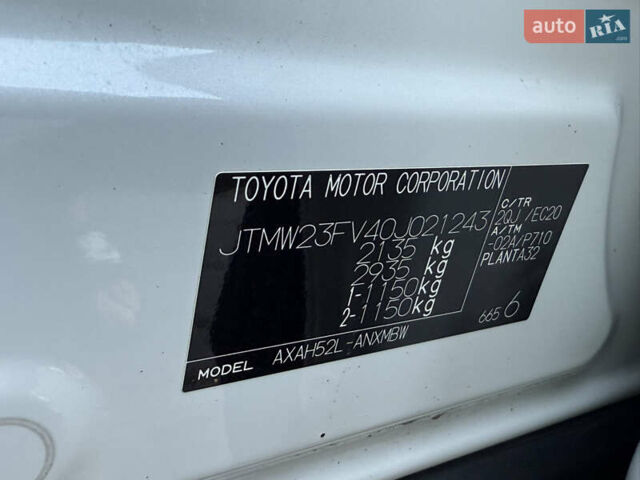 auto RIA.com
TOYOTA MOTOR CORPORATION
JTMW23FV40J021243
2135 kg
2935 kg
1-1150kg
2-1150kg
C/TR
2QJ /EC20
A/TM
-02A/P710
PLANTA32
665 6
MODEL AXAH52L-ANXMBW